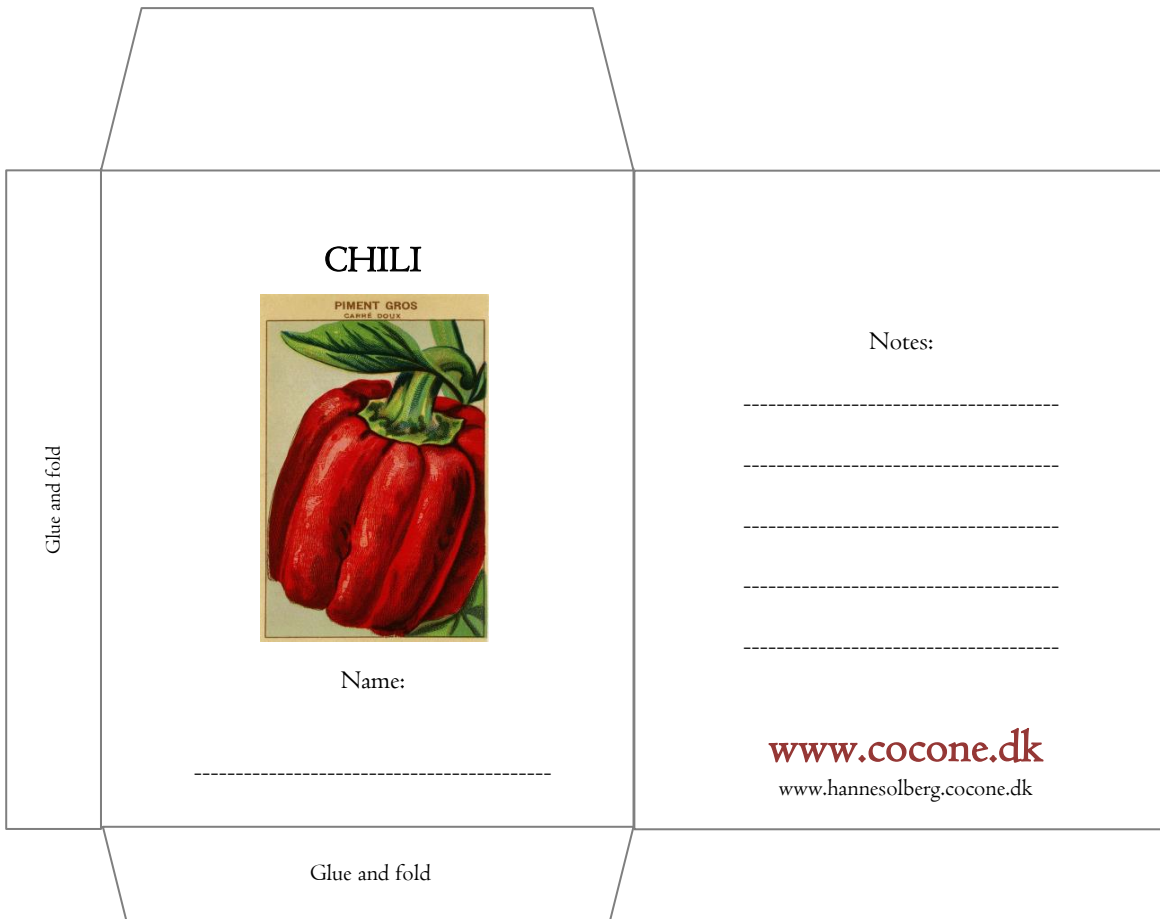 CHILI
PIMENT GROS
CARRÉ DOUX
Name:
Glue and fold
Notes:
www.cocone.dk
www.hannesolberg.cocone.dk
Glue and fold